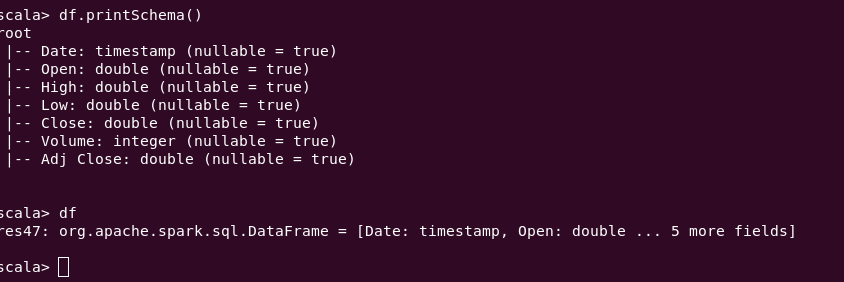 scala> df.printSchema()
root
|-- Date: timestamp (nullable = true)
|-- Open: double (nullable = true)
|-- High: double (nullable = true)
|-- Low: double (nullable = true)
|-- Close: double (nullable = true)
|-- Volume: integer (nullable = true)
|-- Adj Close: double (nullable = true)
scala> df
res47: org.apache.spark.sql.DataFrame = [Date: timestamp, Open: double ... 5 more fields]
scala>